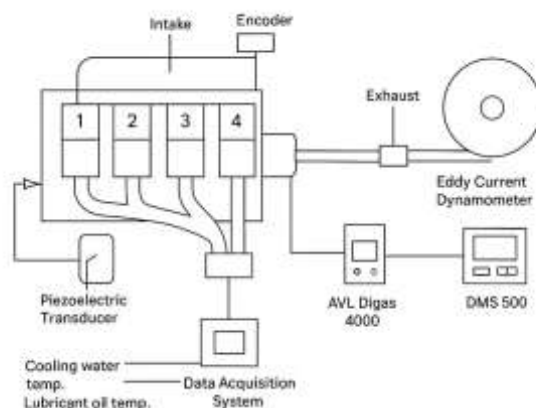 Intake
Encoder
1 2 3 4
Exhaust
Eddy Current
Dynamometer
Piezoelectric
Transducer
AVL Digas
4000
DMS 500
Cooling water
temp.
Lubricant oil temp.
Data Acquisition
System